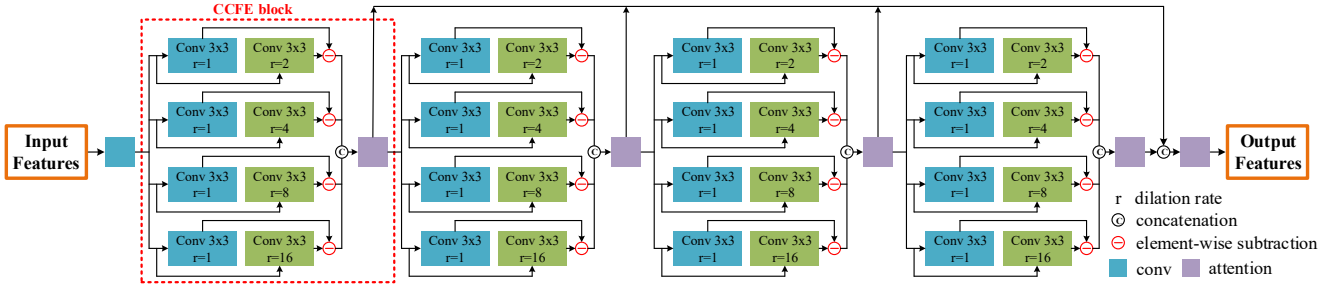 CCFE block
Conv 3x3
r=1
Conv 3x3
r=2
Conv 3x3
r=1
Conv 3x3
r=2
Conv 3x3
r=1
Conv 3x3
r=2
Conv 3x3
r=1
Conv 3x3
r=2
Conv 3x3
r=1
Conv 3x3
r=4
Conv 3x3
r=1
Conv 3x3
r=4
Conv 3x3
r=1
Conv 3x3
r=4
Conv 3x3
r=1
Conv 3x3
r=4
Input
Features
C
C
C
C
C
Output
Features
Conv 3x3
r=1
Conv 3x3
r=8
Conv 3x3
r=1
Conv 3x3
r=8
Conv 3x3
r=1
Conv 3x3
r=8
Conv 3x3
r=1
Conv 3x3
r=8
Conv 3x3
r=1
Conv 3x3
r=16
Conv 3x3
r=1
Conv 3x3
r=16
Conv 3x3
r=1
Conv 3x3
r=16
Conv 3x3
r=1
Conv 3x3
r=16
r dilation rate
C concatenation
element-wise subtraction
conv attention